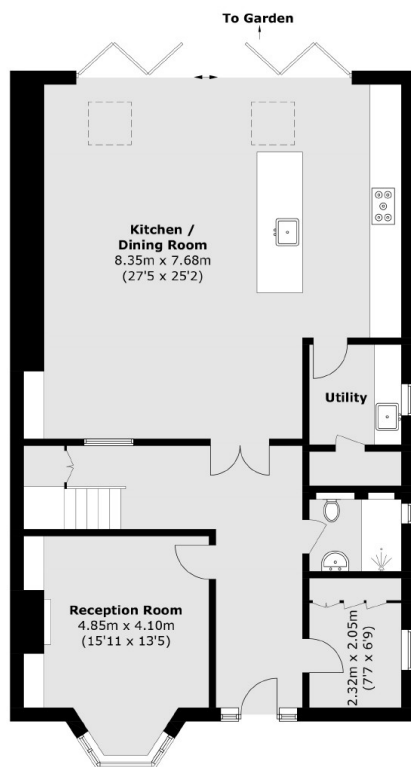 To Garden
Kitchen /
Dining Room
8.35m x 7.68m
(27'5 x 25'2)
Utility
Reception Room
4.85m x 4.10m
(15'11 x 13'5)
2.32m x 2.05m
(7'7 x 6'9)